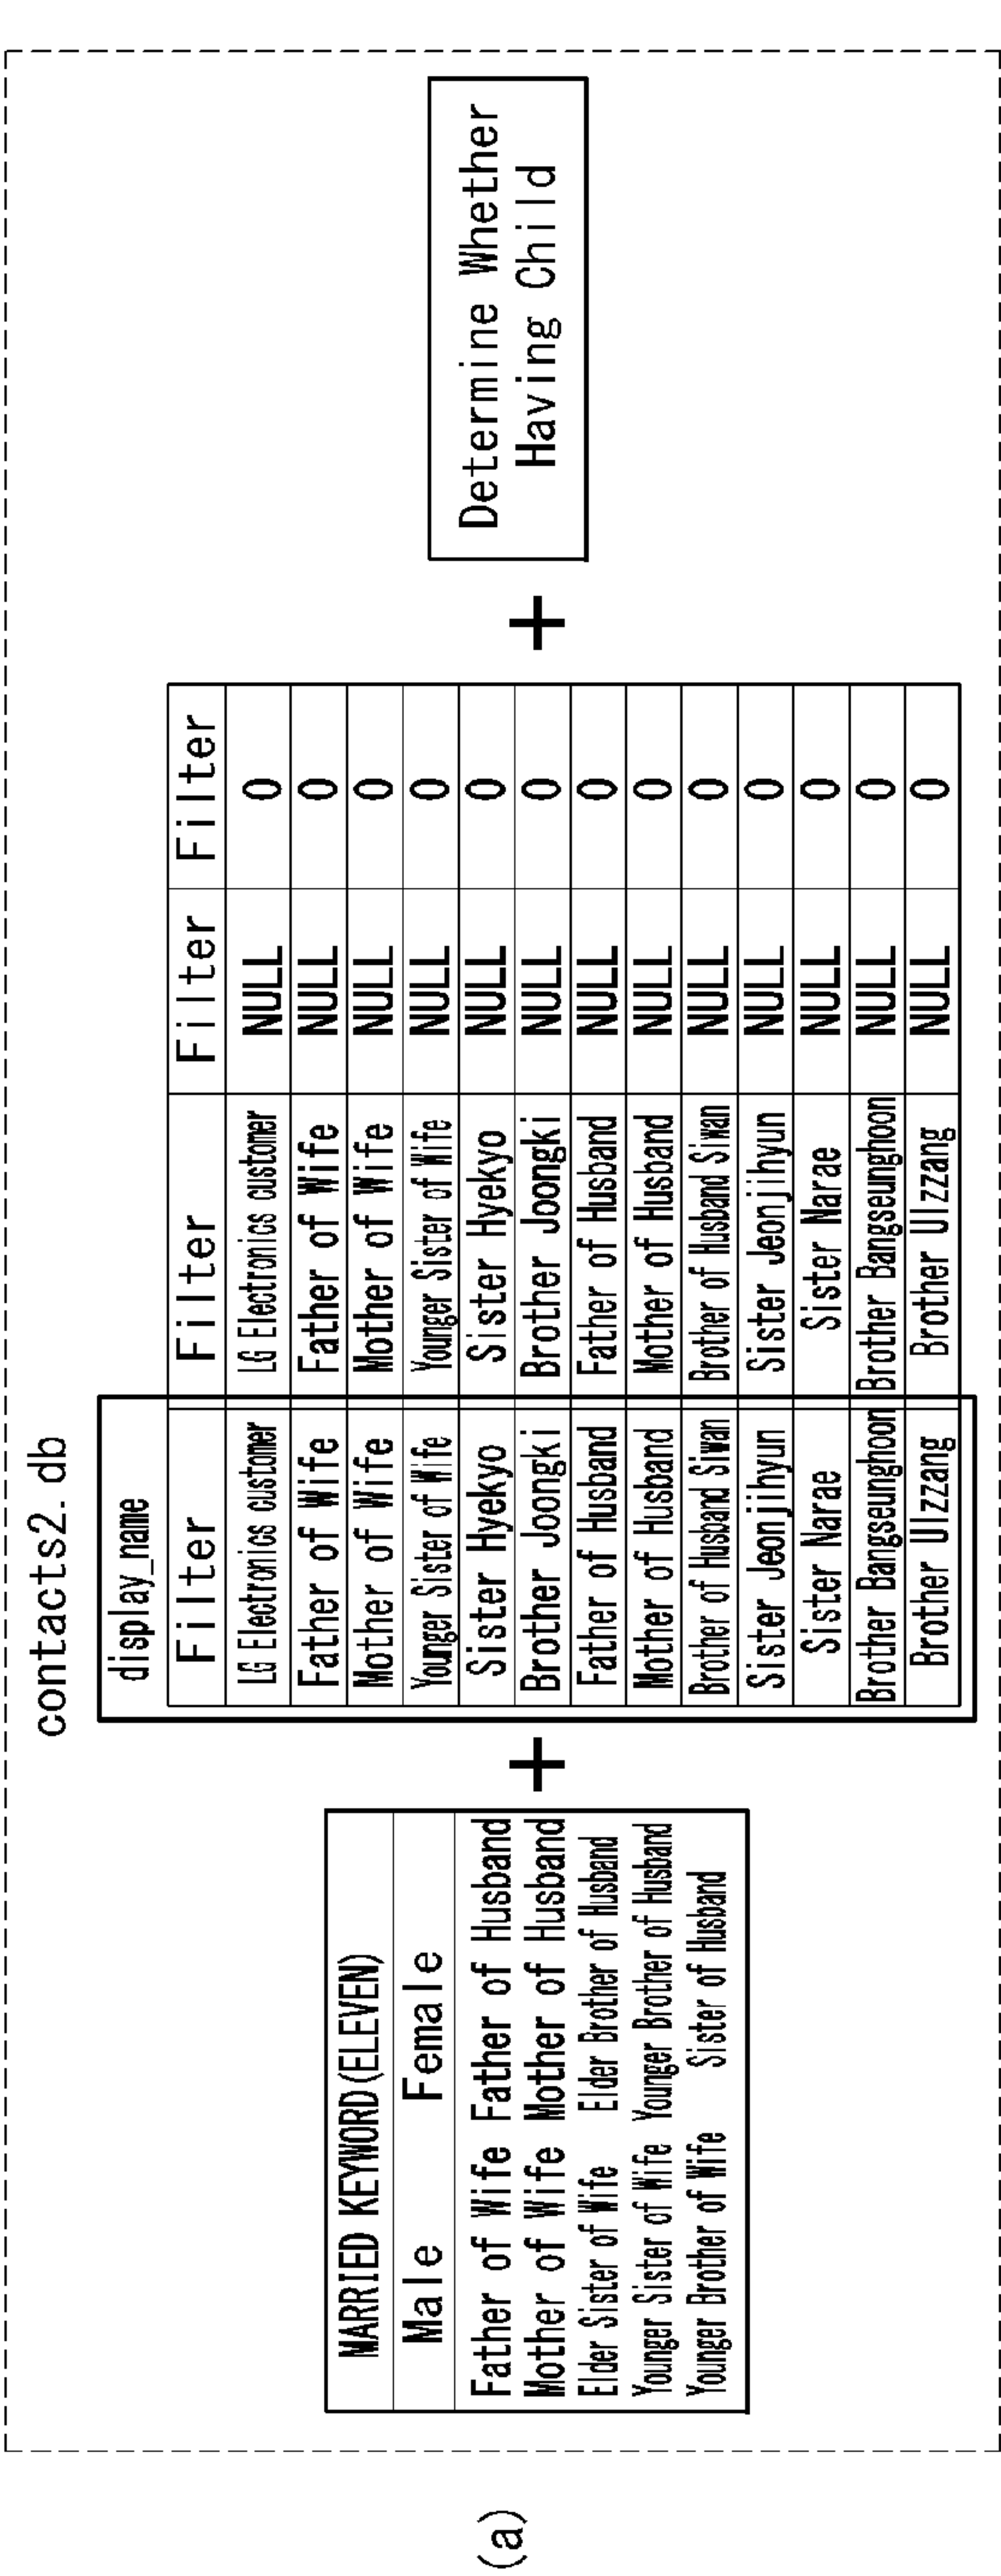 (a)
MARRIED KEYWORD(ELEVEN)
Male Female
Father of Wife Father of Husband
Mother of Wife Mother of Husband
Elder Sister of Wife Elder Brother of Husband
Younger Sister of Wife Younger Brother of Husband
Younger Brother of Wife Sister of Husband
+
contacts2.db
display_name
Filter Filter Filter Filter
LG Electronics customer LG Electronics customer NULL 0
Father of Wife Father of Wife NULL 0
Mother of Wife Mother of Wife NULL 0
Younger Sister of Wife Younger Sister of Wife NULL 0
Sister Hyekyo Sister Hyekyo NULL 0
Brother Joongki Brother Joongki NULL 0
Father of Husband Father of Husband NULL 0
Mother of Husband Mother of Husband NULL 0
Brother of Husband Siwan Brother of Husband Siwan NULL 0
Sister Jeonjihyun Sister Jeonjihyun NULL 0
Sister Narae Sister Narae NULL 0
Brother Bangseunghoon Brother Bangseunghoon NULL 0
Brother Ulzzang Brother Ulzzang NULL 0
+
Determine Whether
Having Child